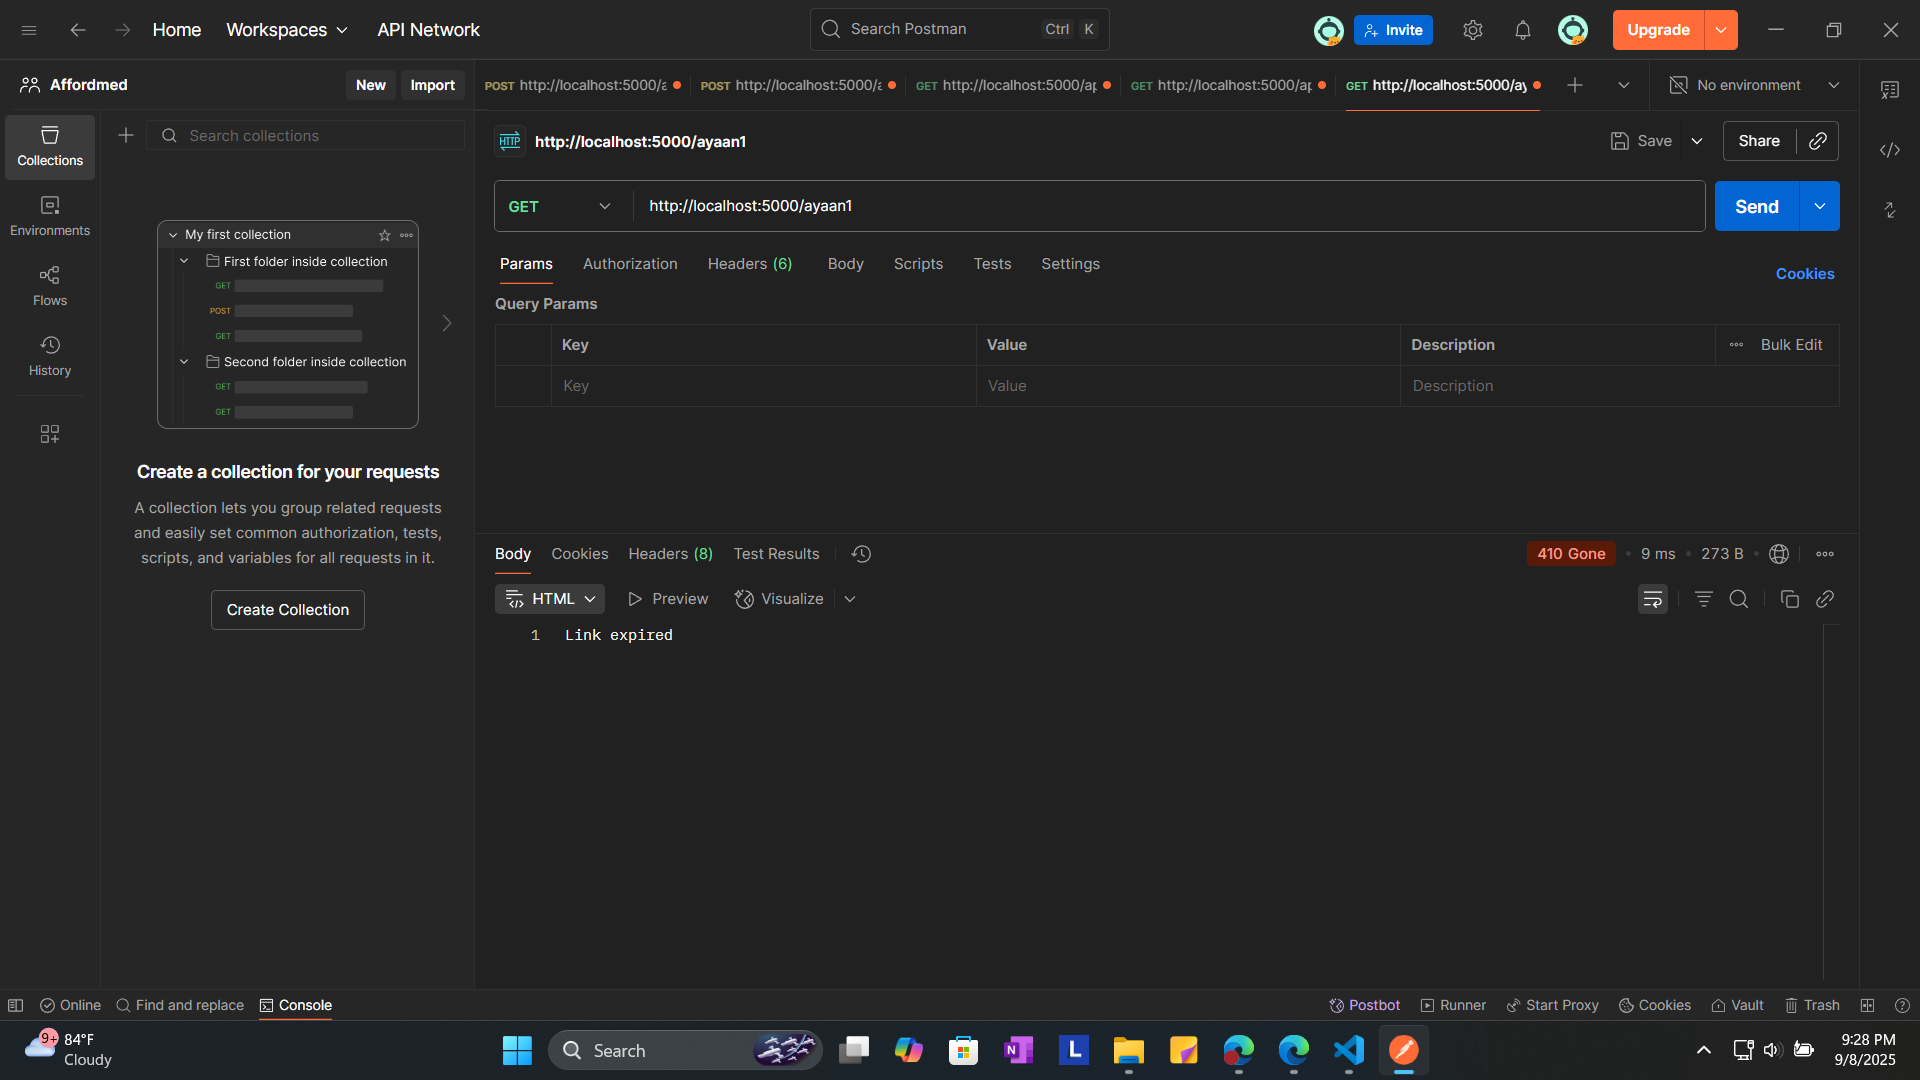 Home Workspaces API Network
Search Postman Ctrl K
Invite
Upgrade
Affordmed New Import
POST http://localhost:5000/a
POST http://localhost:5000/a
GET http://localhost:5000/ap
GET http://localhost:5000/ap
GET http://localhost:5000/ay
No environment
Collections
Search collections
HTTP http://localhost:5000/ayaan1
Save Share
Environments
GET http://localhost:5000/ayaan1 Send
My first collection
First folder inside collection
GET
POST
GET
Second folder inside collection
GET
GET
Params Authorization Headers (6) Body Scripts Tests Settings
Cookies
Flows
Query Params
Key Value Description Bulk Edit
Key Value Description
History
Create a collection for your requests
A collection lets you group related requests
and easily set common authorization, tests,
scripts, and variables for all requests in it.
Create Collection
Body Cookies Headers (8) Test Results
410 Gone • 9 ms • 273 B
HTML Preview Visualize
1 Link expired
Online Find and replace Console
Postbot Runner Start Proxy Cookies Vault Trash
9+
84°F
Cloudy
Search
N
L
9:28 PM
9/8/2025